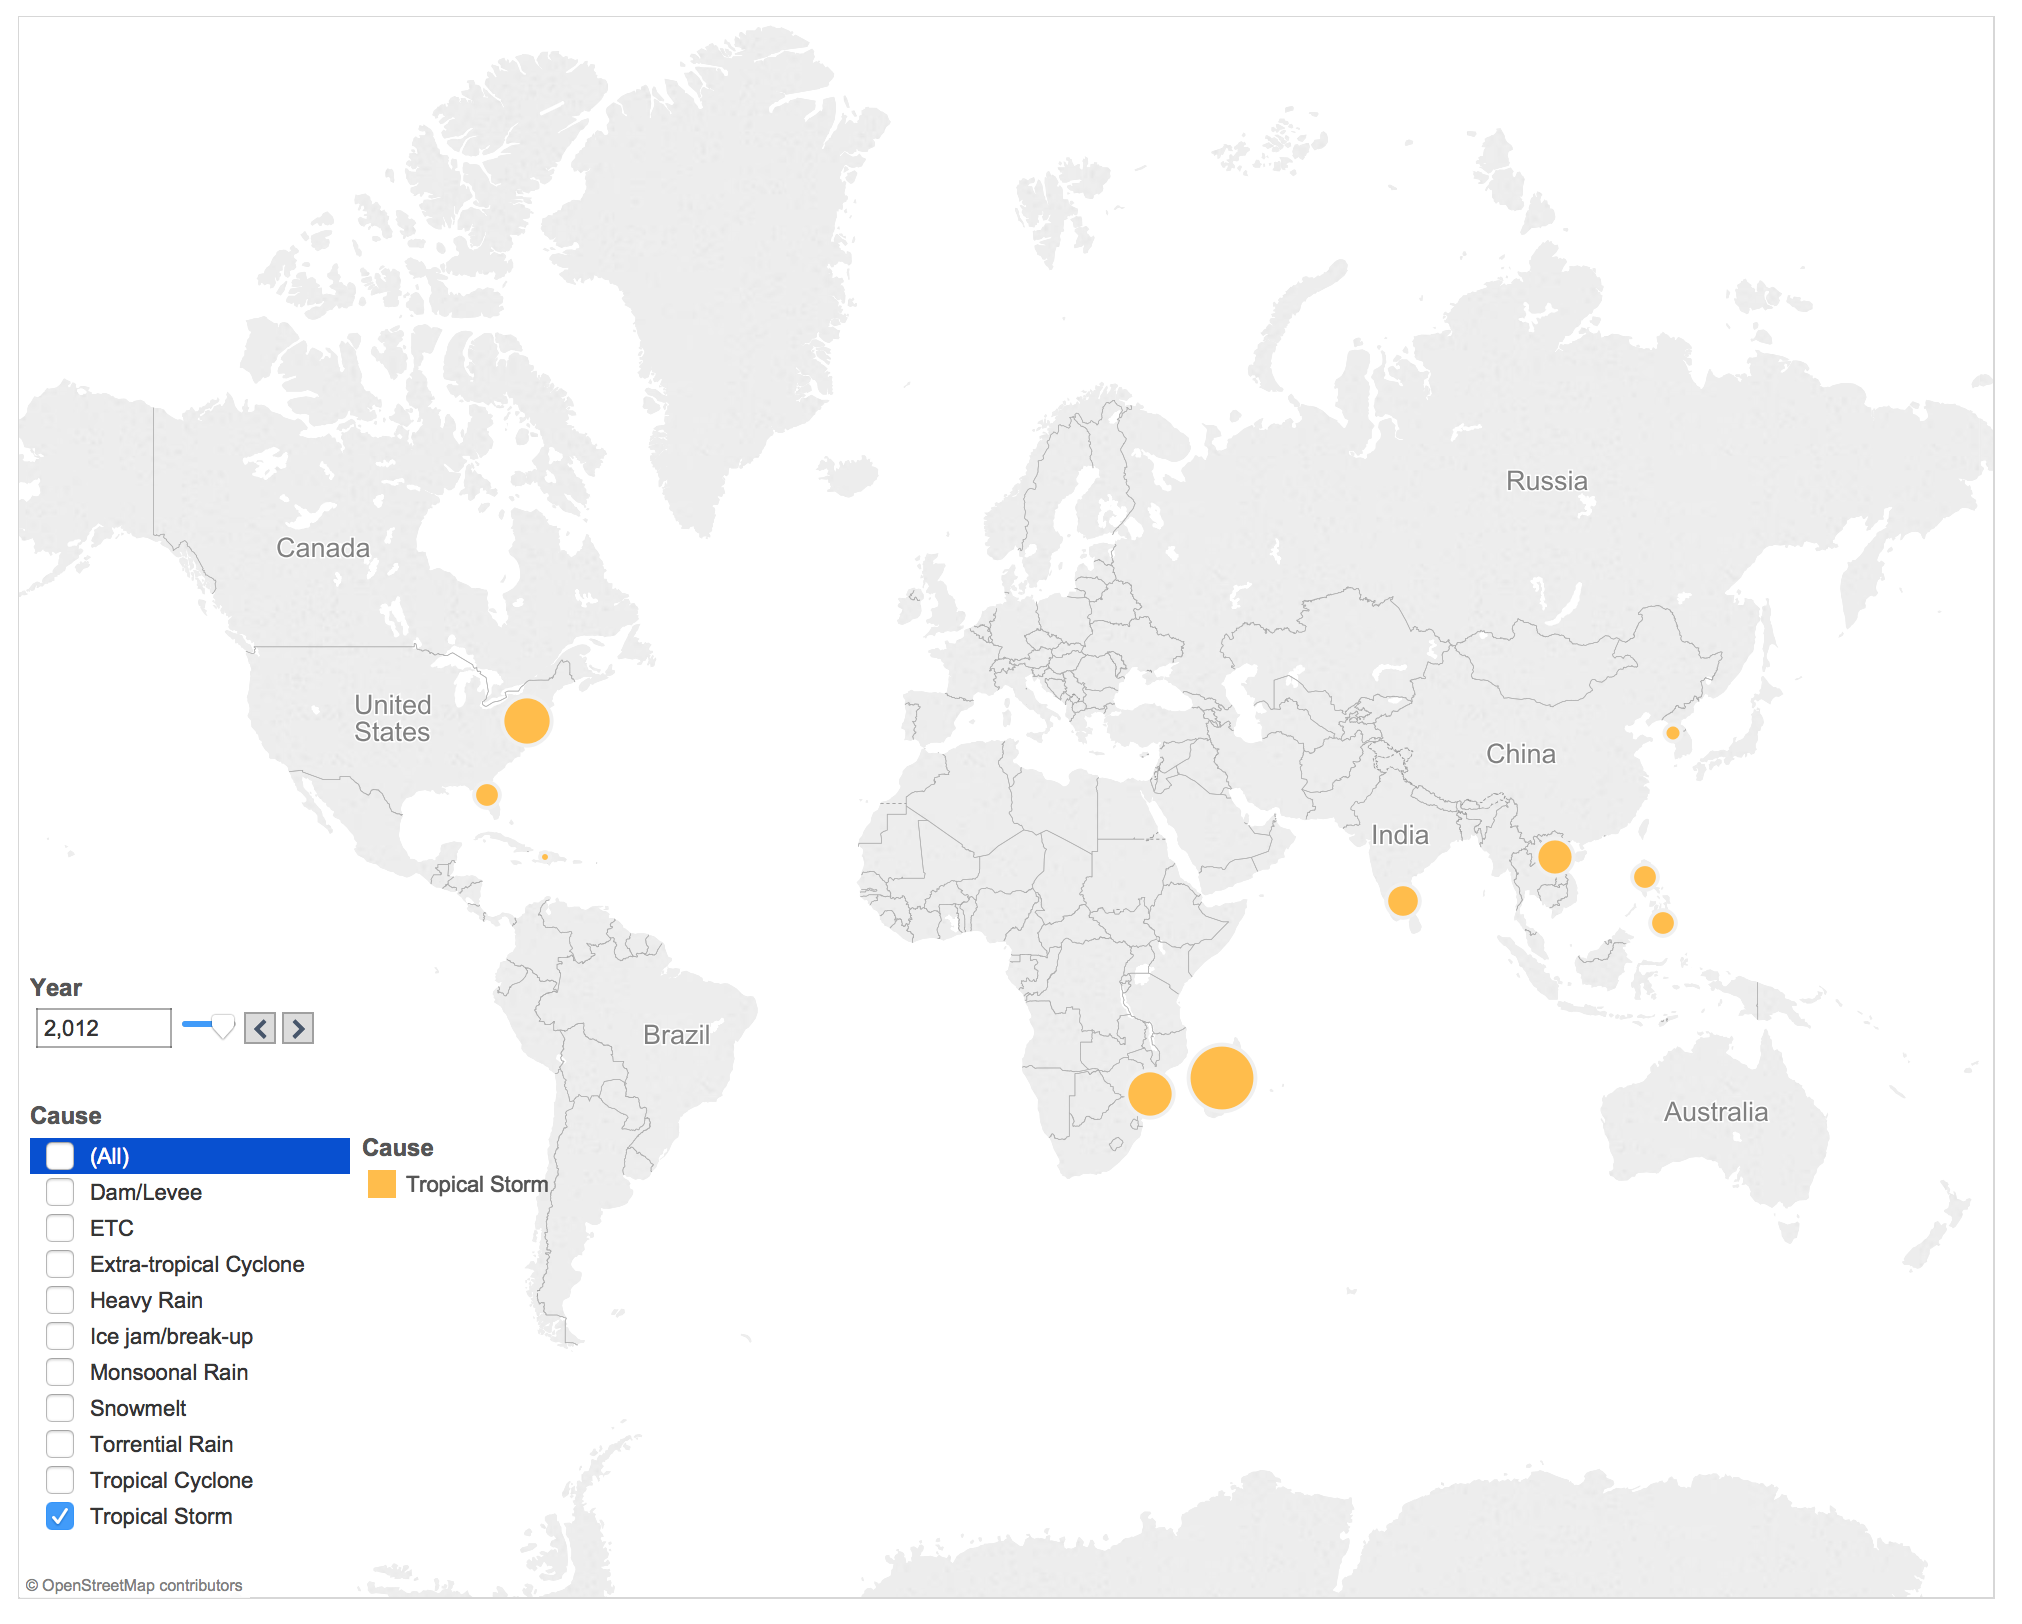 Russia
Canada
United
States
China
India
Brazil
Australia
Year
2,012
Cause
(All)
Dam/Levee
ETC
Extra-tropical Cyclone
Heavy Rain
Ice jam/break-up
Monsoonal Rain
Snowmelt
Torrential Rain
Tropical Cyclone
Tropical Storm
Cause
Tropical Storm
© OpenStreetMap contributors